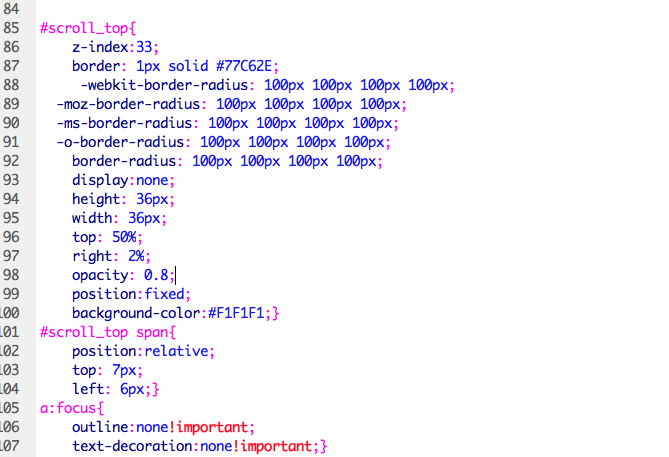 84
85 #scroll_top{
86 z-index:33;
87 border: 1px solid #77C62E;
88 -webkit-border-radius: 100px 100px 100px 100px;
89 -moz-border-radius: 100px 100px 100px 100px;
90 -ms-border-radius: 100px 100px 100px 100px;
91 -o-border-radius: 100px 100px 100px 100px;
92 border-radius: 100px 100px 100px 100px;
93 display:none;
94 height: 36px;
95 width: 36px;
96 top: 50%;
97 right: 2%;
98 opacity: 0.8;
99 position:fixed;
100 background-color:#F1F1F1;}
101 #scroll_top span{
102 position:relative;
103 top: 7px;
104 left: 6px;}
105 a:focus{
106 outline:none!important;
107 text-decoration:none!important;}